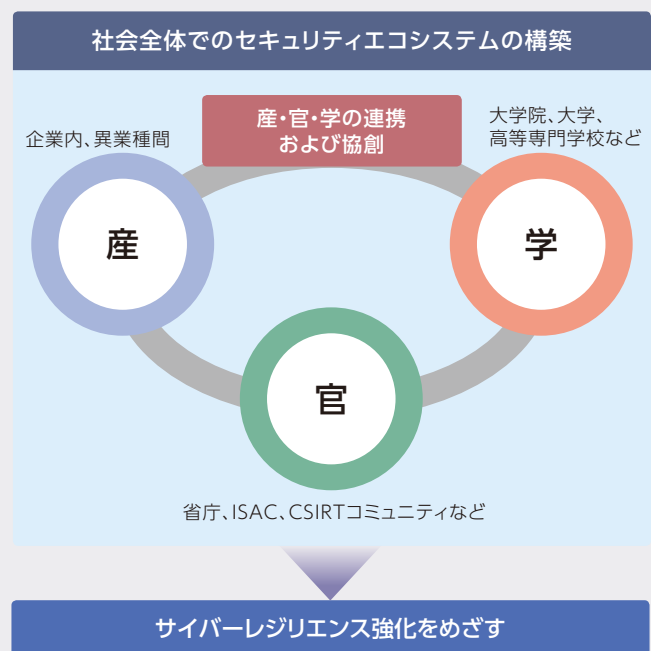 社会全体でのセキュリティエコシステムの構築
産・官・学の連携
および協創
企業内、異業種間
大学院、大学、
高等専門学校など
産
学
官
省庁、ISAC、CSIRTコミュニティなど
サイバーレジリエンス強化をめざす